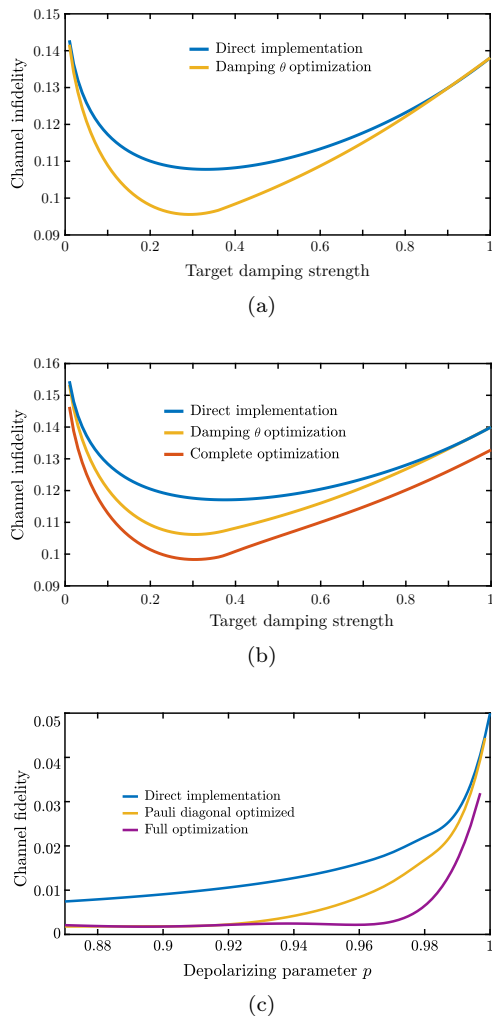 0.15
0.14
0.13
0.12
0.11
0.1
0.09
Channel infidelity
Direct implementation
Damping θ optimization
0 0.2 0.4 0.6 0.8 1
Target damping strength
(a)
0.16
0.15
0.14
0.13
0.12
0.11
0.1
0.09
Channel infidelity
Direct implementation
Damping θ optimization
Complete optimization
0 0.2 0.4 0.6 0.8 1
Target damping strength
(b)
0.05
0.04
0.03
0.02
0.01
0
Channel fidelity
Direct implementation
Pauli diagonal optimized
Full optimization
0.88 0.9 0.92 0.94 0.96 0.98 1
Depolarizing parameter p
(c)